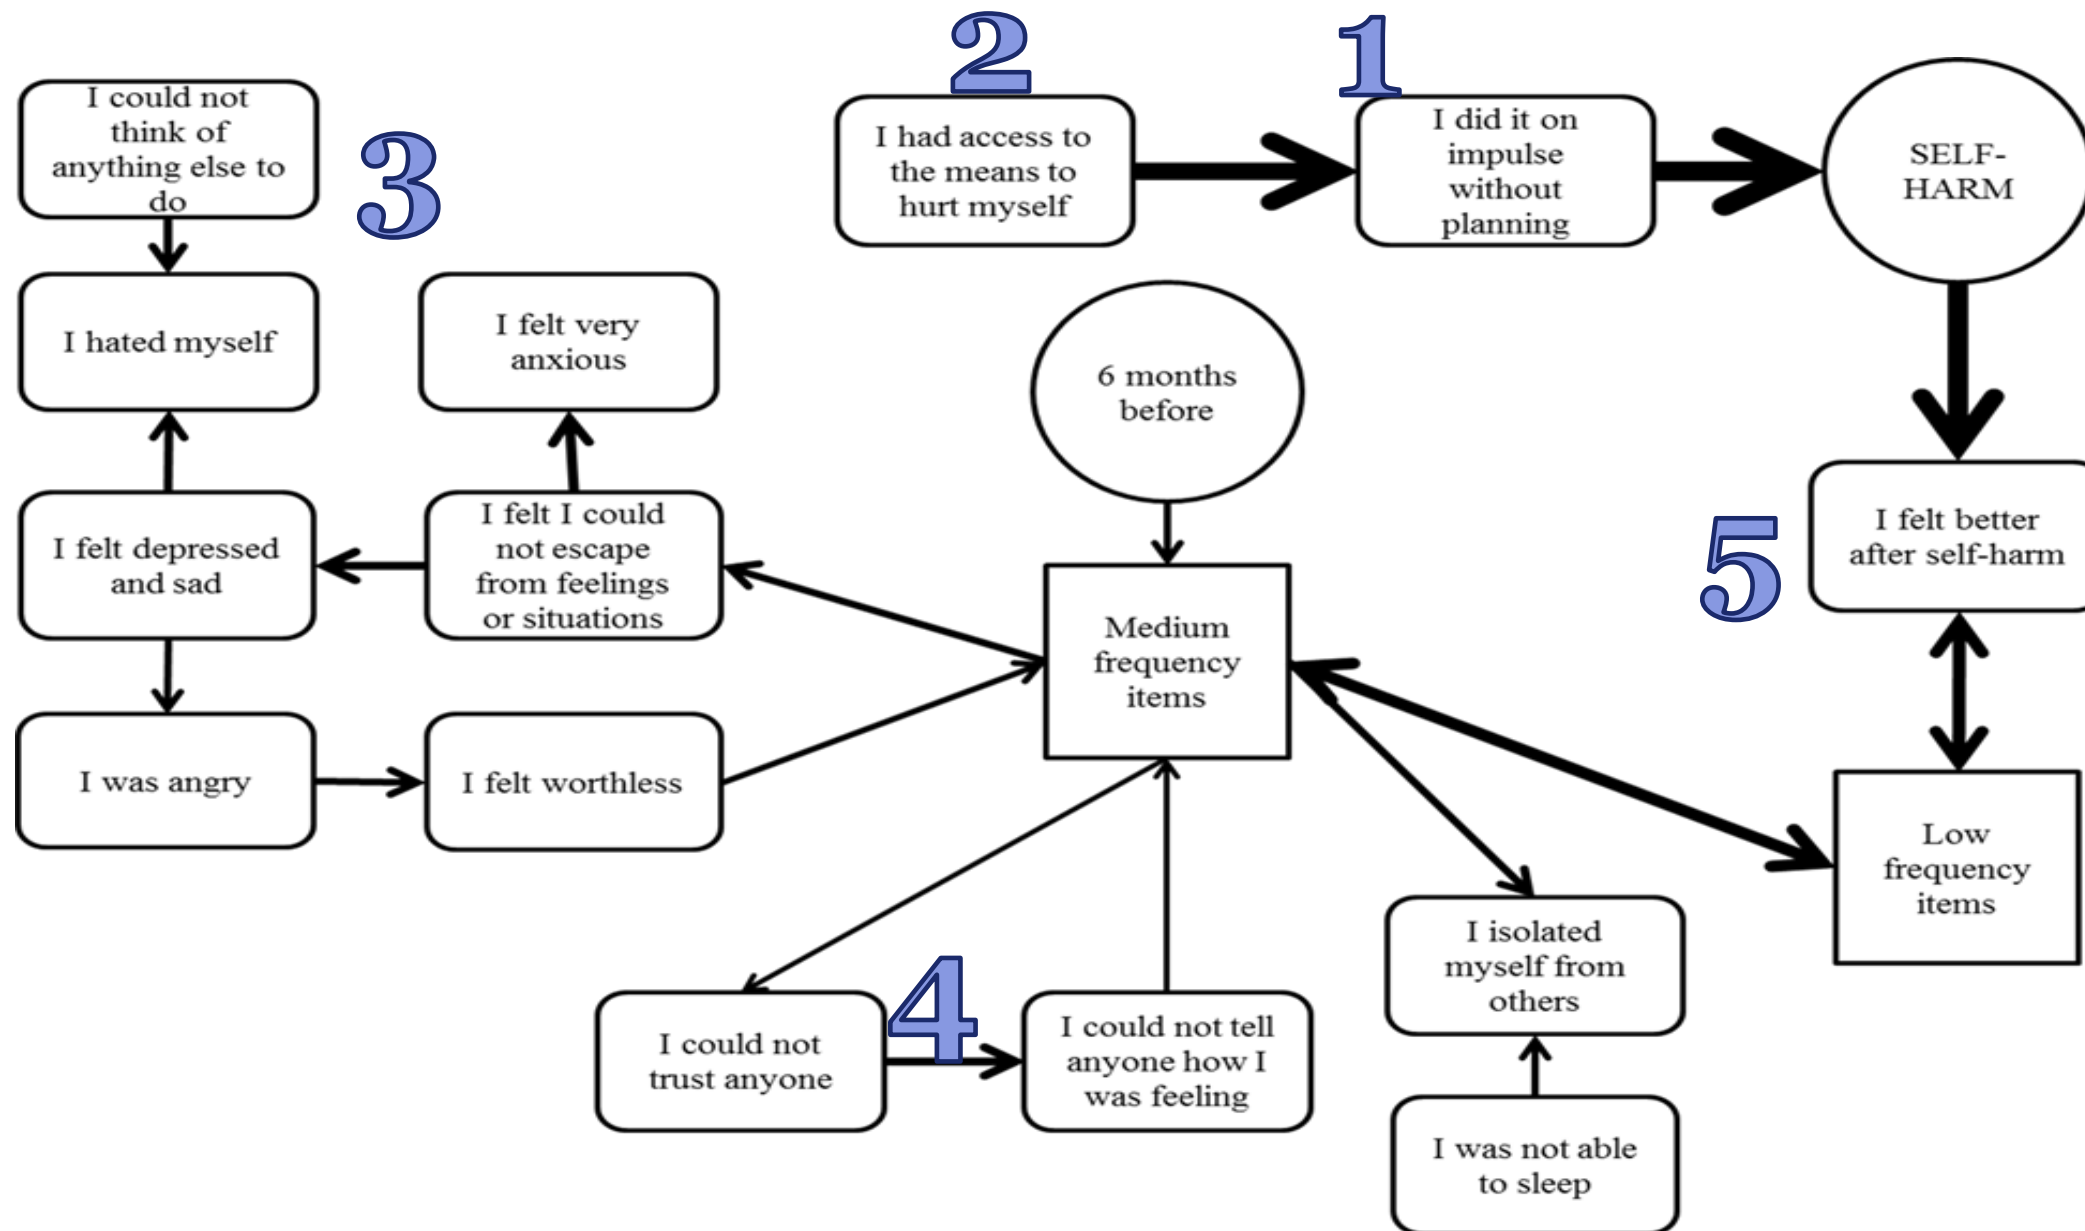 2
1
I could not
think of
anything else to
do
3
I had access to
the means to
hurt myself
I did it on
impulse
without
planning
SELF-
HARM
I hated myself
I felt very
anxious
6 months
before
I felt depressed
and sad
I felt I could
not escape
from feelings
or situations
Medium
frequency
items
5
I felt better
after self-harm
I was angry
I felt worthless
Low
frequency
items
I could not
trust anyone
4
I could not tell
anyone how I
was feeling
I isolated
myself from
others
I was not able
to sleep